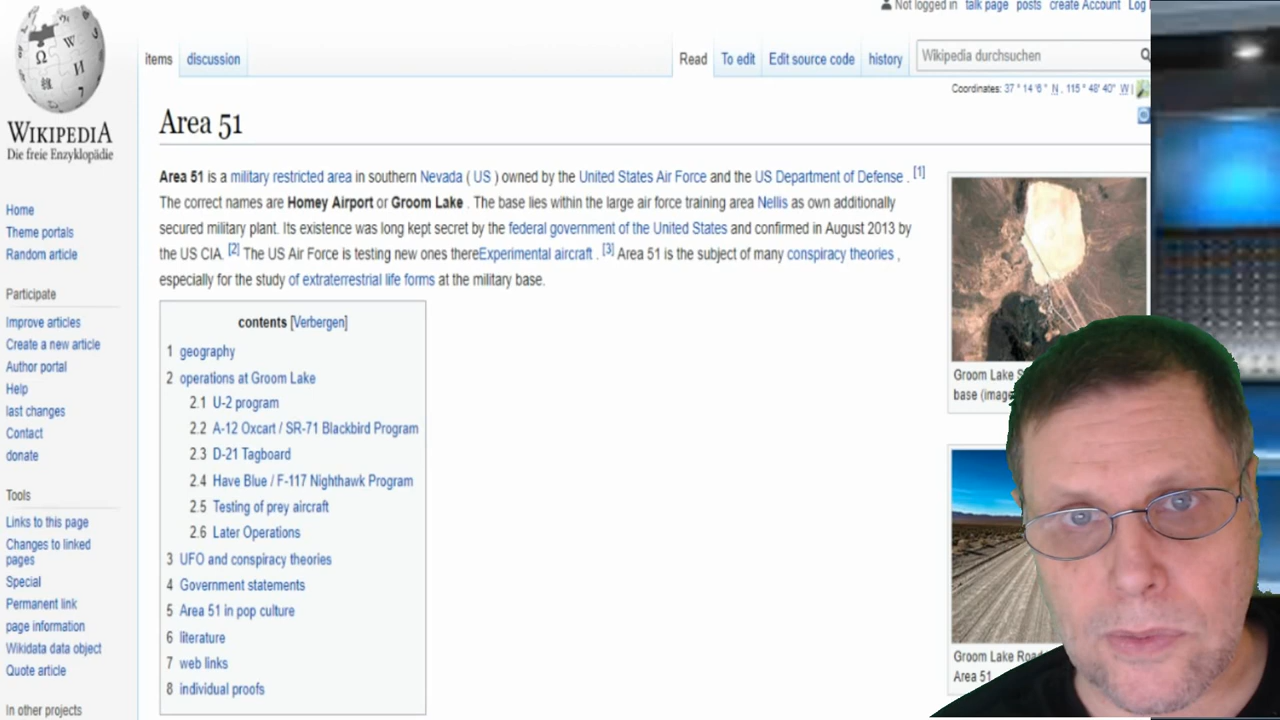 Not logged in talk page posts create Account Log
WIKIPEDIA
Die freie Enzyklopädie
items discussion Read To edit Edit source code history Wikipedia durchsuchen
Coordinates: 37 ° 14 '6 " N , 115 ° 48' 40" W |
Area 51
Area 51 is a military restricted area in southern Nevada ( US ) owned by the United States Air Force and the US Department of Defense . [1]
The correct names are Homey Airport or Groom Lake . The base lies within the large air force training area Nellis as own additionally
secured military plant. Its existence was long kept secret by the federal government of the United States and confirmed in August 2013 by
the US CIA. [2] The US Air Force is testing new ones thereExperimental aircraft . [3] Area 51 is the subject of many conspiracy theories ,
especially for the study of extraterrestrial life forms at the military base.
Home
Theme portals
Random article
Participate
Improve articles
Create a new article
Author portal
Help
last changes
Contact
donate
Tools
Links to this page
Changes to linked
pages
Special
Permanent link
page information
Wikidata data object
Quote article
In other projects
contents [Verbergen]
1 geography
2 operations at Groom Lake
2.1 U-2 program
2.2 A-12 Oxcart / SR-71 Blackbird Program
2.3 D-21 Tagboard
2.4 Have Blue / F-117 Nighthawk Program
2.5 Testing of prey aircraft
2.6 Later Operations
3 UFO and conspiracy theories
4 Government statements
5 Area 51 in pop culture
6 literature
7 web links
8 individual proofs
Groom Lake
base
Groom Lake
Area 51